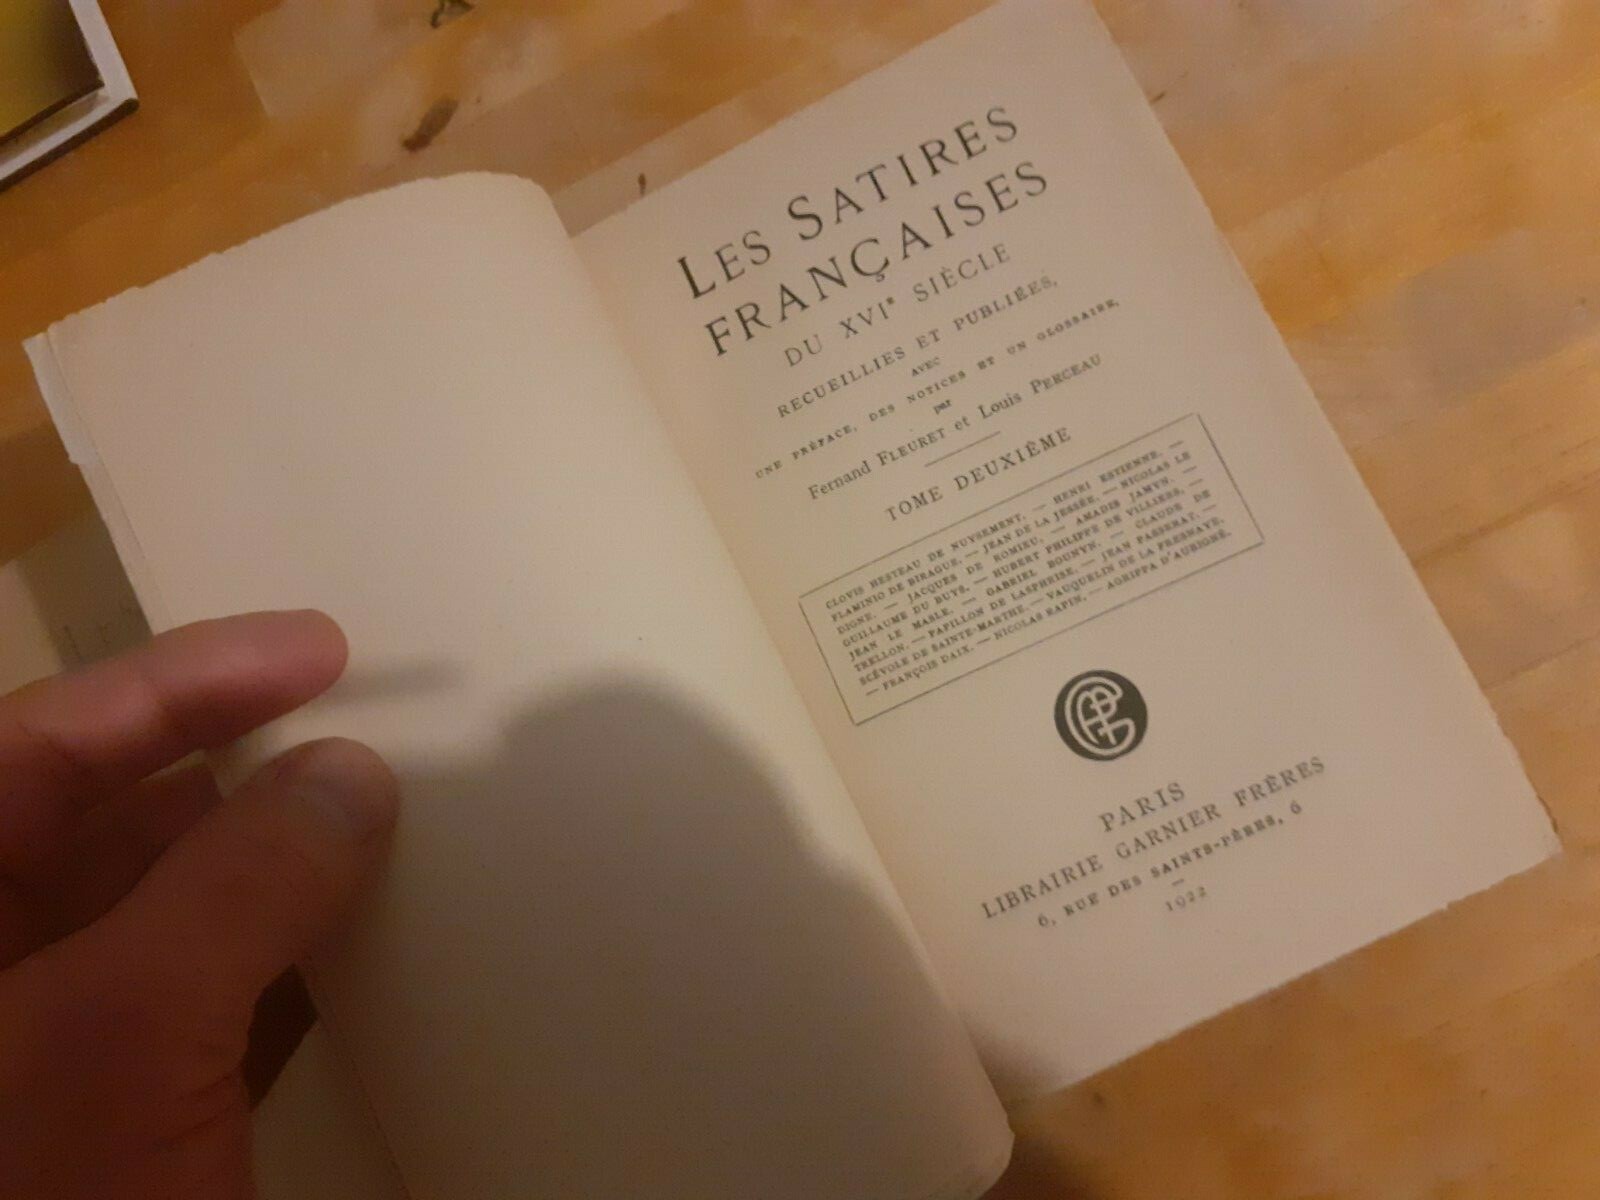 LES SATIRES
FRANÇAISES
DU XVIe SIÈCLE
RECUEILLIES ET PUBLIÉES,
AVEC
UNE PRÉFACE, DES NOTICES ET UN GLOSSAIRE,
par
Fernand FLEURET et Louis PERCEAU
TOME DEUXIÈME
CLOVIS HESTEAU DE NUYSEMENT. — HENRI ESTIENNE. —
FLAMINIO DE BIRAGUE. — JEAN DE LA JESSÉE. — NICOLAS LE
DIGNE. — JACQUES DE ROMIEU. — AMADIS JAMYN. —
GUILLAUME DU BUYS. — HUBERT PHILIPPE DE VILLIERS. —
JEAN LE MASLE. — GABRIEL BOUNYN. — CLAUDE DE
TRELLON. — PAPILLON DE LASPHRISE. — JEAN PASSERAT. —
SCÉVOLE DE SAINTE-MARTHE. — VAUQUELIN DE LA FRESNAYE.
— FRANÇOIS DAIX. — NICOLAS RAPIN. — AGRIPPA D'AUBIGNÉ.
PARIS
LIBRAIRIE GARNIER FRÈRES
6, RUE DES SAINTS-PÈRES, 6
1922